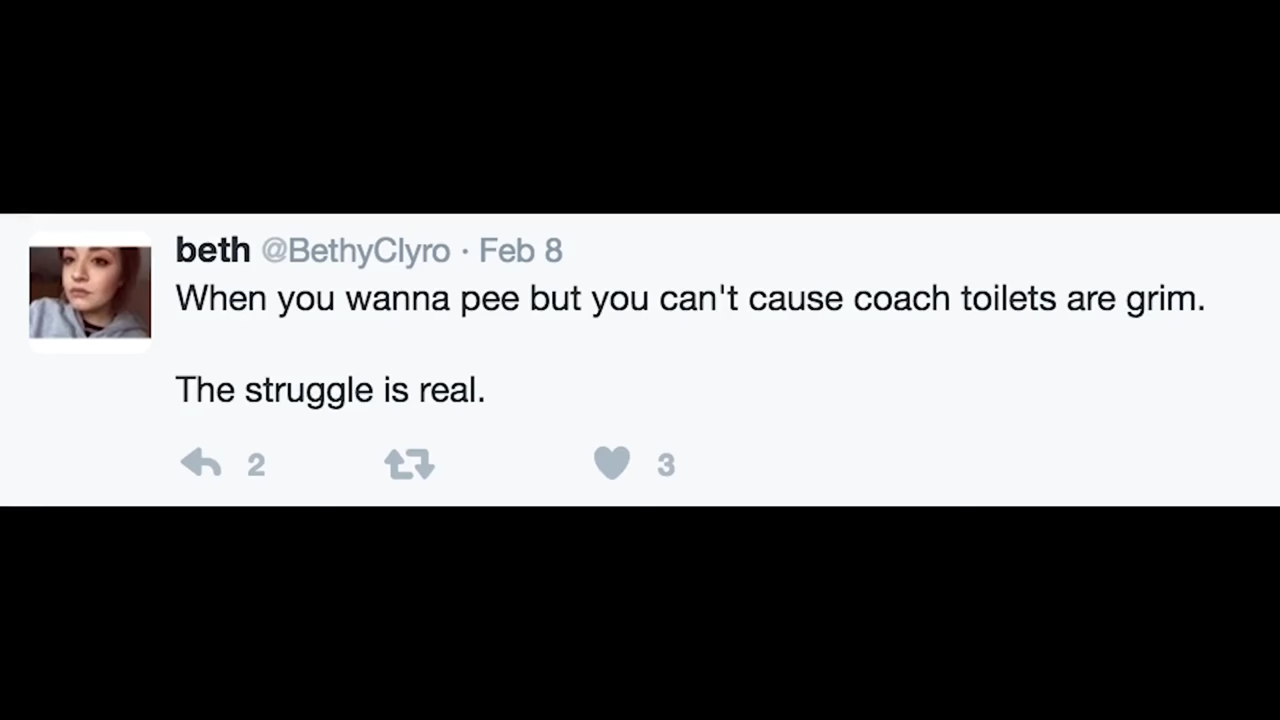 beth @BethyClyro · Feb 8
When you wanna pee but you can't cause coach toilets are grim.
The struggle is real.
2 3